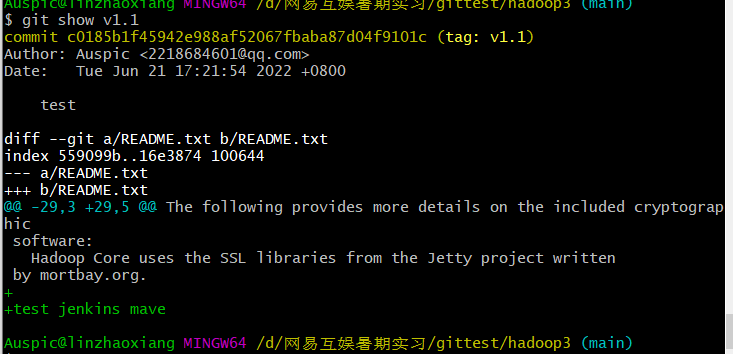 Auspic@linzhaoxiang MINGW64 /d/网易互娱暑期实习/gittest/hadoop3 (main)
$ git show v1.1
commit c0185b1f45942e988af52067fbaba87d04f9101c (tag: v1.1)
Author: Auspic <2218684601@qq.com>
Date:   Tue Jun 21 17:21:54 2022 +0800
    test
diff --git a/README.txt b/README.txt
index 559099b..16e3874 100644
--- a/README.txt
+++ b/README.txt
@@ -29,3 +29,5 @@ The following provides more details on the included cryptograp
hic
 software:
   Hadoop Core uses the SSL libraries from the Jetty project written
 by mortbay.org.
+
+test jenkins mave
Auspic@linzhaoxiang MINGW64 /d/网易互娱暑期实习/gittest/hadoop3 (main)